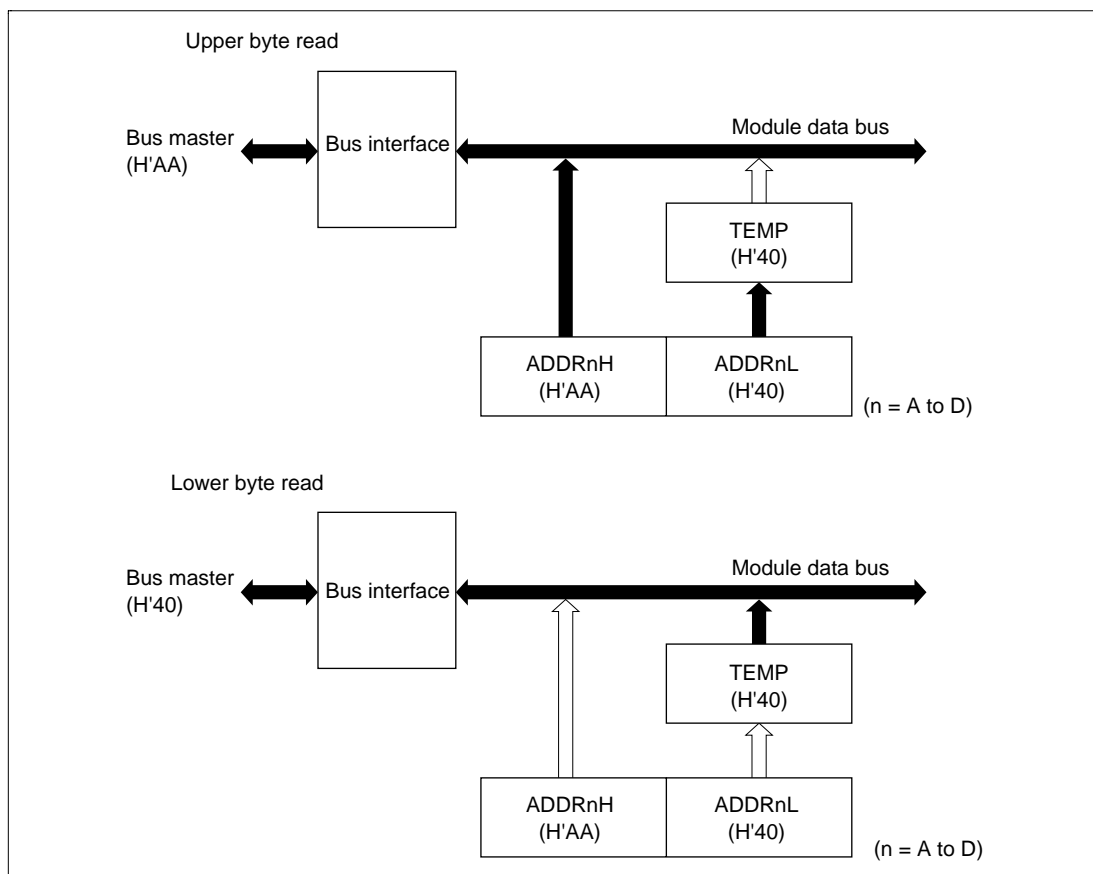 Upper byte read
Bus master
(H'AA)
Bus interface
Module data bus
TEMP
(H'40)
ADDRnH
(H'AA)
ADDRnL
(H'40)
(n = A to D)
Lower byte read
Bus master
(H'40)
Bus interface
Module data bus
TEMP
(H'40)
ADDRnH
(H'AA)
ADDRnL
(H'40)
(n = A to D)